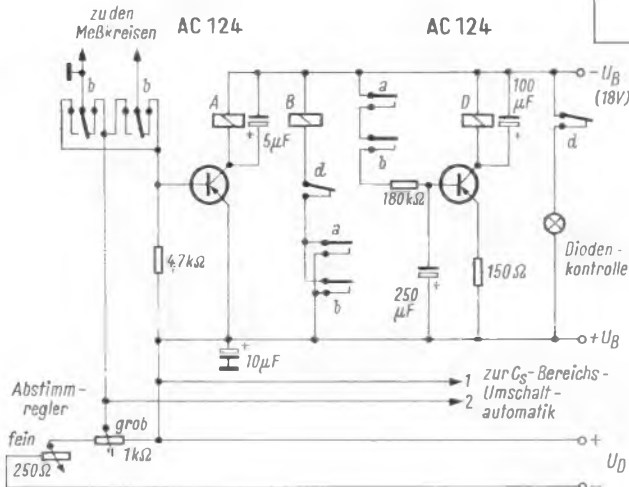 zu den
Meßkreisen
AC 124
AC 124
b
b
A
5µF
+
B
d
a
b
a
b
D
100
µF
+
− U_B
(18V)
d
180kΩ
4,7kΩ
250
µF
+
150Ω
Dioden-
kontrolle
+ U_B
+
10µF
1
2
zur C_S-Bereichs-
Umschalt-
automatik
Abstimm-
regler
fein
250Ω
grob
1kΩ
+
U_D
−